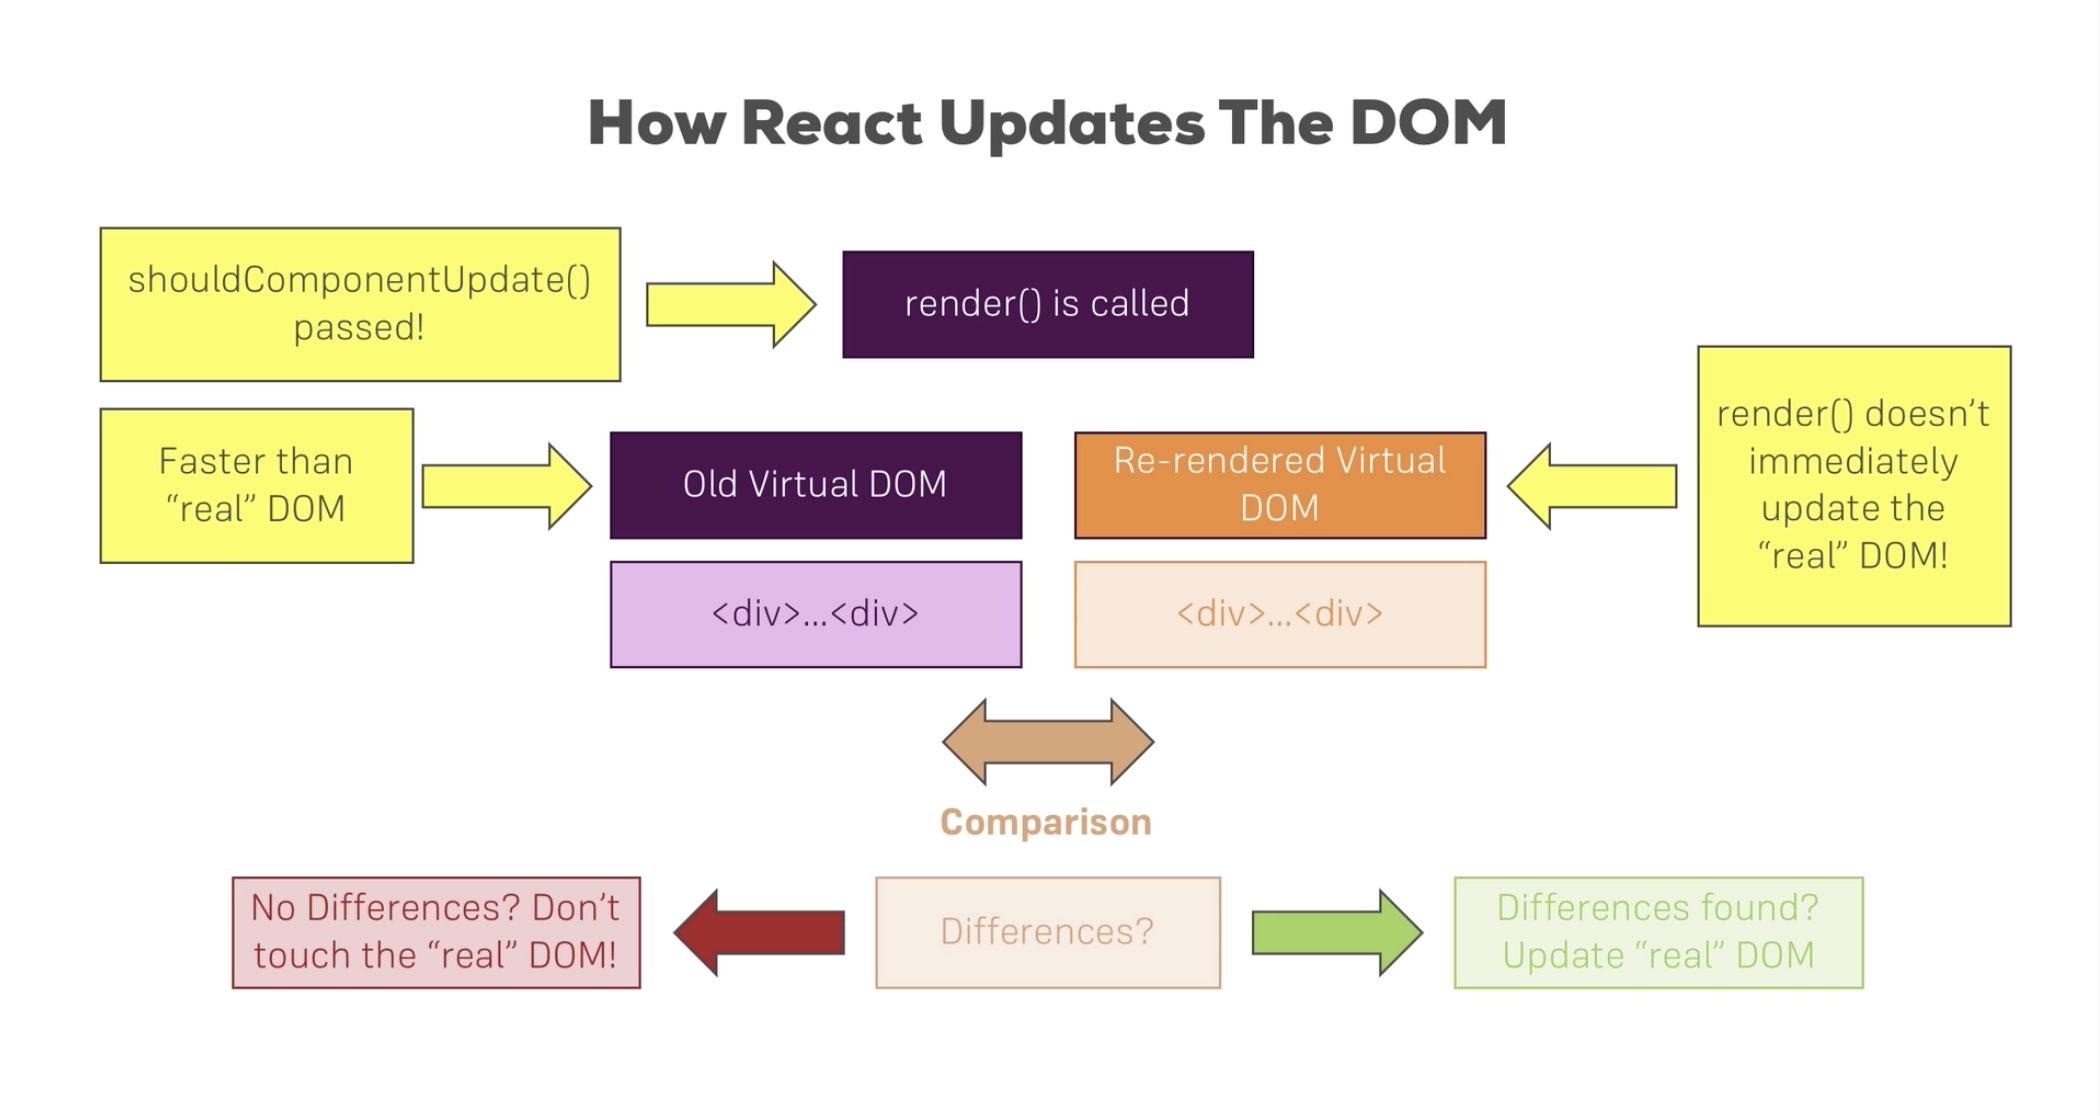 How React Updates The DOM
shouldComponentUpdate()
passed!
render() is called
Faster than
“real” DOM
Old Virtual DOM
<div>...<div>
Re-rendered Virtual
DOM
<div>...<div>
render() doesn’t
immediately
update the
“real” DOM!
Comparison
No Differences? Don’t
touch the “real” DOM!
Differences?
Differences found?
Update “real” DOM